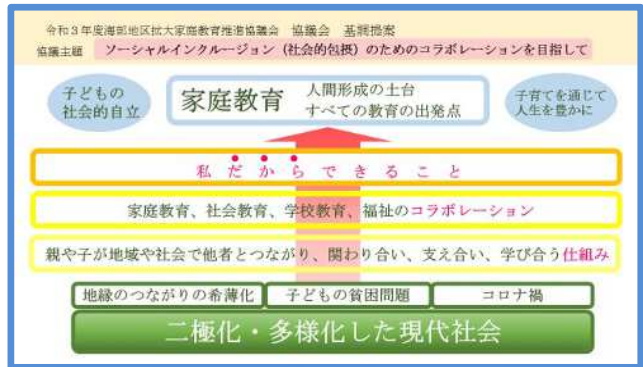 令和3年度海部地区拡大家庭教育推進協議会　協議会　基調提案
協議主題　ソーシャルインクルージョン（社会的包摂）のためのコラボレーションを目指して
子どもの
社会的自立
家庭教育
人間形成の土台
すべての教育の出発点
子育てを通じて
人生を豊かに
私だからできること
家庭教育、社会教育、学校教育、福祉のコラボレーション
親や子が地域や社会で他者とつながり、関わり合い、支え合い、学び合う仕組み
地縁のつながりの希薄化
子どもの貧困問題
コロナ禍
二極化・多様化した現代社会